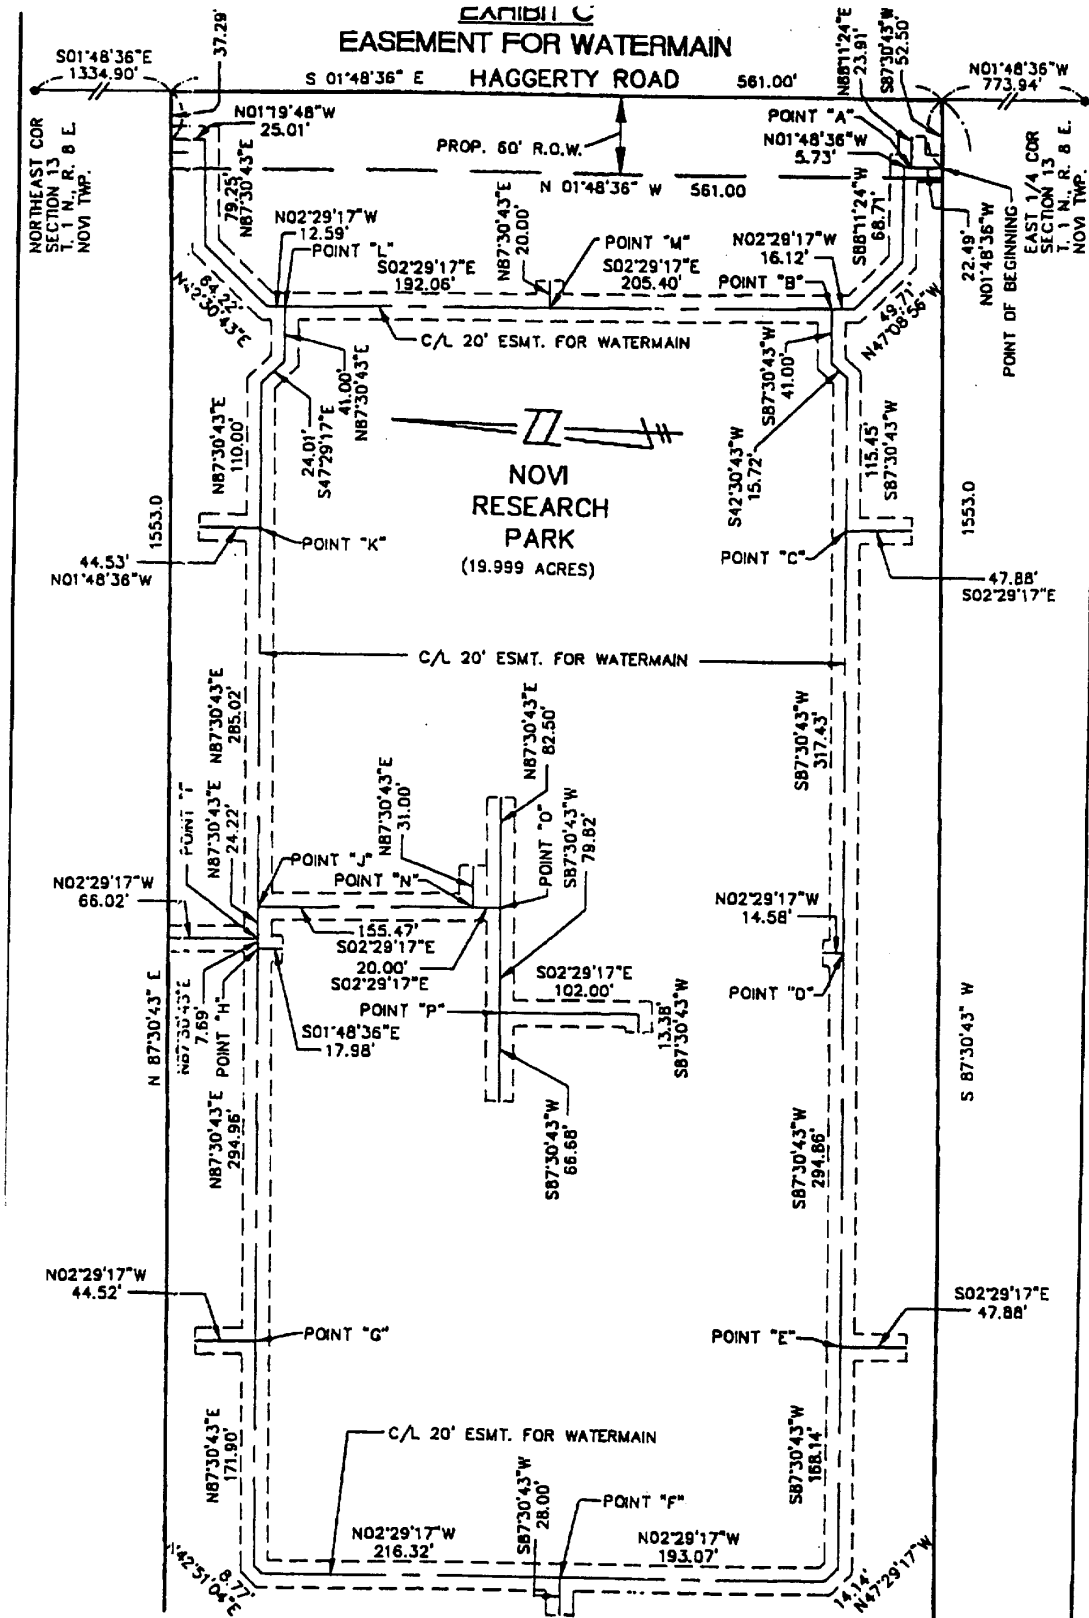 EXHIBIT C
EASEMENT FOR WATERMAIN
S 01°48'36" E
HAGGERTY ROAD
561.00'
S01°48'36"E
1334.90'
37.29'
N88°11'24"E
23.91'
S87°30'43"W
52.50'
N01°48'36"W
773.94'
N01°19'48"W
25.01'
PROP. 60' R.O.W.
POINT "A"
N01°48'36"W
5.73'
NORTHEAST COR
SECTION 13
T. 1 N., R. 8 E.
NOVI TWP.
EAST 1/4 COR
SECTION 13
T. 1 N., R. 8 E.
NOVI TWP.
79.25'
N87°30'43"E
N 01°48'36" W
561.00
S88°11'24"W
68.71'
22.49'
N01°48'36"W
POINT OF BEGINNING
N02°29'17"W
12.59'
POINT "L"
S02°29'17"E
192.06'
N87°30'43"E
20.00'
POINT "M"
S02°29'17"E
205.40'
N02°29'17"W
16.12'
POINT "B"
64.22'
N42°30'43"E
49.71'
N47°08'56"W
C/L 20' ESMT. FOR WATERMAIN
41.00'
N87°30'43"E
S87°30'43"W
41.00'
N87°30'43"E
110.00'
24.01'
S47°29'17"E
S42°30'43"W
15.72'
115.45'
S87°30'43"W
NOVI
RESEARCH
PARK
(19.999 ACRES)
1553.0
1553.0
POINT "K"
POINT "C"
44.53'
N01°48'36"W
47.88'
S02°29'17"E
C/L 20' ESMT. FOR WATERMAIN
N87°30'43"E
285.02'
S87°30'43"W
317.43'
N87°30'43"E
82.50'
N87°30'43"E
31.00'
POINT "O"
S87°30'43"W
79.82'
N87°30'43"E
24.22'
POINT
POINT "J"
POINT "N"
N02°29'17"W
66.02'
N02°29'17"W
14.58'
155.47'
S02°29'17"E
20.00'
S02°29'17"E
S02°29'17"E
102.00'
POINT "D"
N 87°30'43" E
N87°30'43"E
7.69'
POINT "H"
S01°48'36"E
17.98'
POINT "P"
13.38'
S87°30'43"W
S 87°30'43" W
N87°30'43"E
294.96'
S87°30'43"W
66.68'
S87°30'43"W
294.86'
N02°29'17"W
44.52'
POINT "G"
POINT "E"
S02°29'17"E
47.88'
N87°30'43"E
171.90'
C/L 20' ESMT. FOR WATERMAIN
S87°30'43"W
168.14'
S87°30'43"W
28.00'
POINT "F"
N02°29'17"W
216.32'
N02°29'17"W
193.07'
8.77'
N42°51'04"E
14.14'
N47°29'17"W